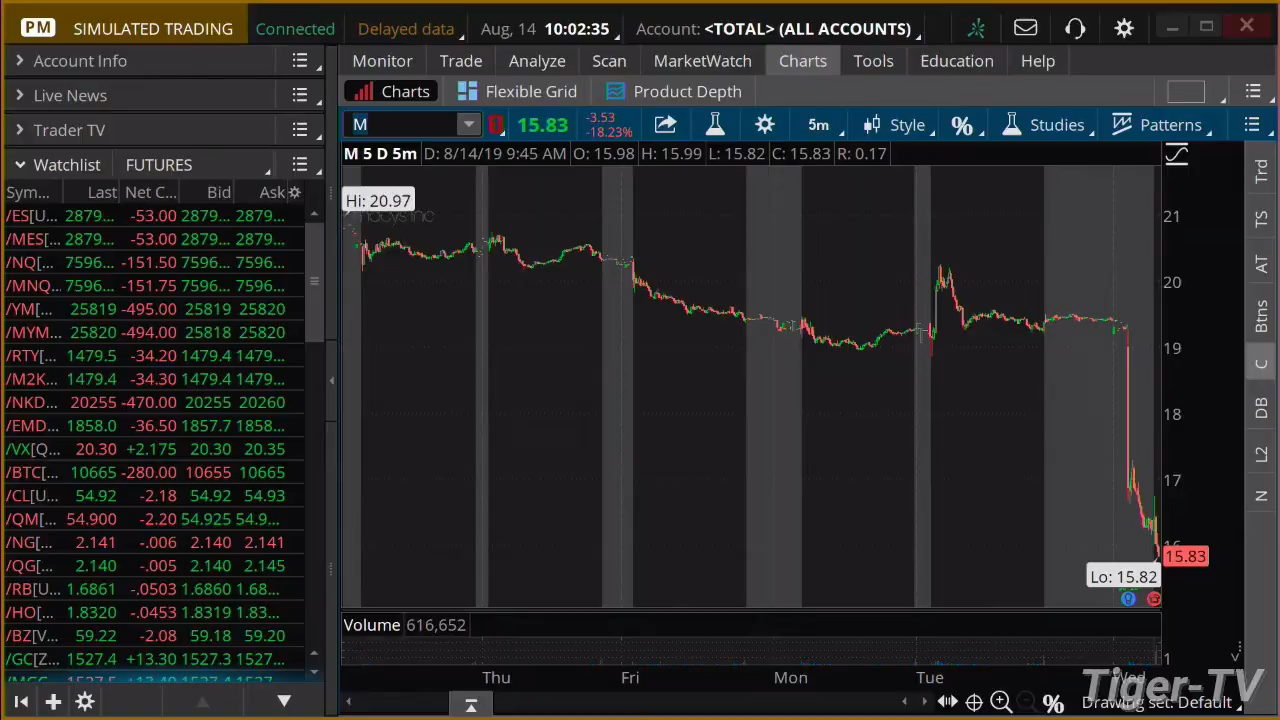 PM SIMULATED TRADING Connected Delayed data Aug, 14 10:02:35 Account: <TOTAL> (ALL ACCOUNTS)
Account Info
Live News
Trader TV
Watchlist FUTURES
Sym... Last Net C... Bid Ask
/ES[U... 2879... -53.00 2879... 2879...
/MES[... 2879... -53.00 2879... 2879...
/NQ[... 7596... -151.50 7596... 7596...
/MNQ... 7596... -151.75 7596... 7596...
/YM[... 25819 -495.00 25819 25820
/MYM... 25820 -494.00 25818 25820
/RTY[... 1479.5 -34.20 1479.4 1479...
/M2K... 1479.4 -34.30 1479.4 1479...
/NKD... 20255 -470.00 20255 20260
/EMD... 1858.0 -36.50 1857.7 1858...
/VX[Q... 20.30 +2.175 20.30 20.35
/BTC[... 10665 -280.00 10655 10665
/CL[U... 54.92 -2.18 54.92 54.93
/QM[... 54.900 -2.20 54.925 54.9...
/NG[... 2.141 -.006 2.140 2.141
/QG[... 2.140 -.005 2.140 2.145
/RB[U... 1.6861 -.0503 1.6860 1.68...
/HO[... 1.8320 -.0453 1.8319 1.83...
/BZ[V... 59.22 -2.08 59.18 59.20
/GC[Z... 1527.4 +13.30 1527.3 1527...
Monitor Trade Analyze Scan MarketWatch Charts Tools Education Help
Charts Flexible Grid Product Depth
M 15.83 -3.53 -18.23% 5m Style Studies Patterns
M 5 D 5m D: 8/14/19 9:45 AM O: 15.98 H: 15.99 L: 15.82 C: 15.83 R: 0.17
Hi: 20.97
21
20
19
18
17
15.83
Lo: 15.82
Volume 616,652
1
Thu Fri Mon Tue Wed
Drawing set: Default
Trd
TS
AT
Btns
C
DB
L2
N
Tiger-TV